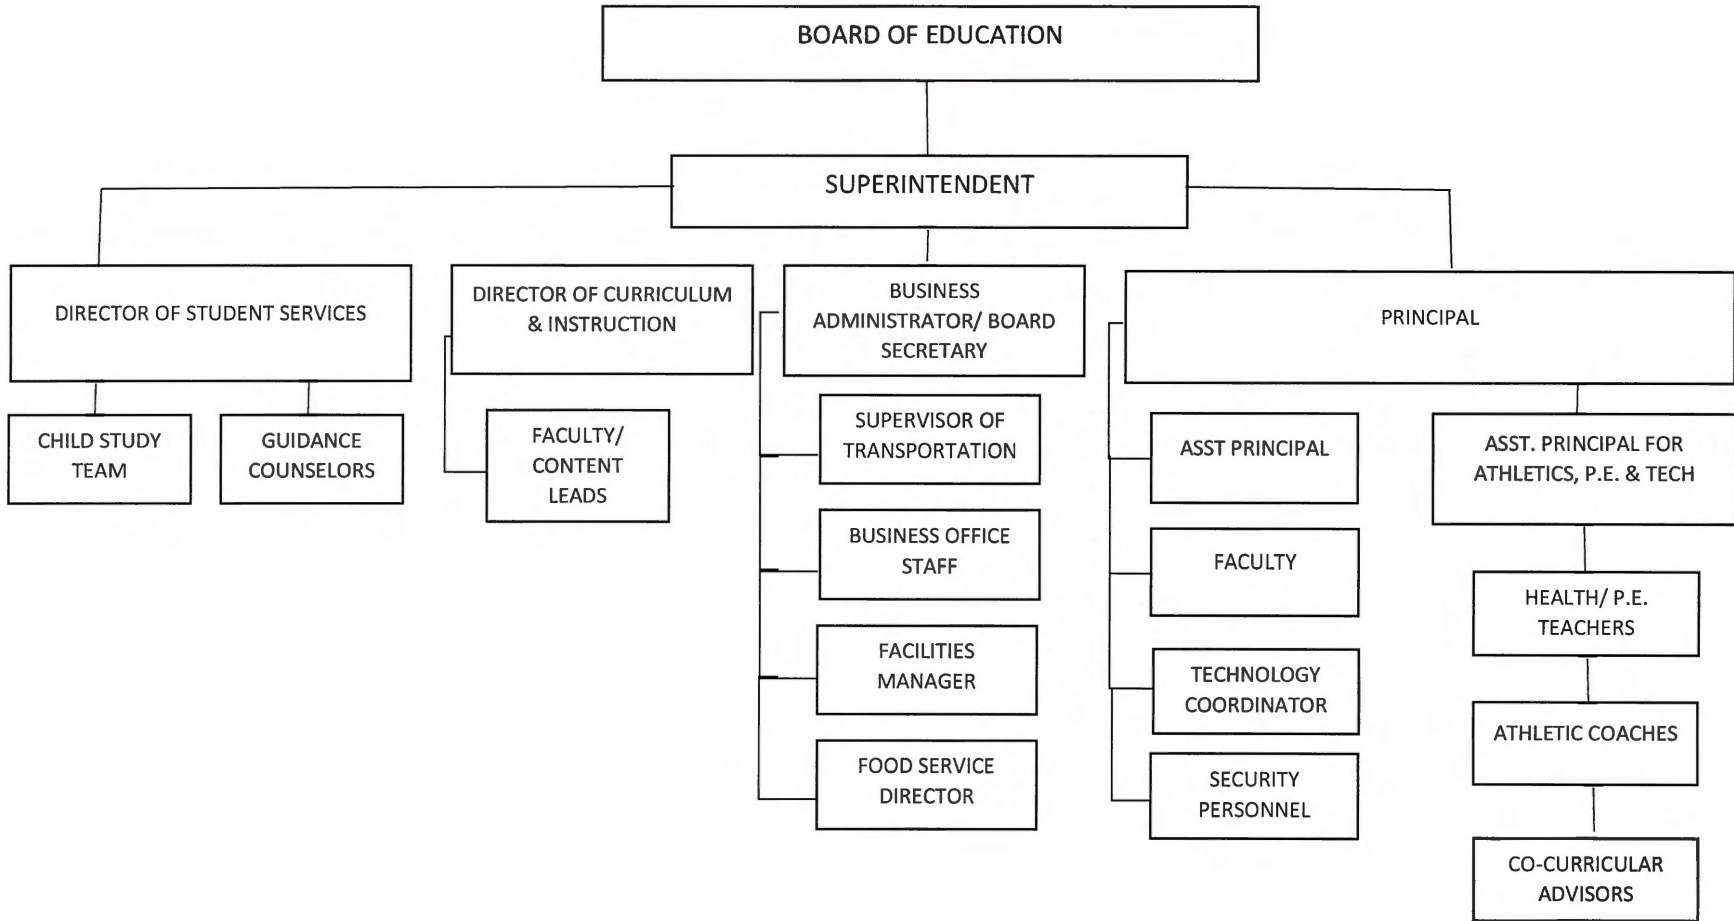 BOARD OF EDUCATION
SUPERINTENDENT
DIRECTOR OF STUDENT SERVICES
CHILD STUDY
TEAM
GUIDANCE
COUNSELORS
DIRECTOR OF CURRICULUM
& INSTRUCTION
FACULTY/
CONTENT
LEADS
BUSINESS
ADMINISTRATOR/ BOARD
SECRETARY
SUPERVISOR OF
TRANSPORTATION
BUSINESS OFFICE
STAFF
FACILITIES
MANAGER
FOOD SERVICE
DIRECTOR
PRINCIPAL
ASST PRINCIPAL
FACULTY
TECHNOLOGY
COORDINATOR
SECURITY
PERSONNEL
ASST. PRINCIPAL FOR
ATHLETICS, P.E. & TECH
HEALTH/ P.E.
TEACHERS
ATHLETIC COACHES
CO-CURRICULAR
ADVISORS